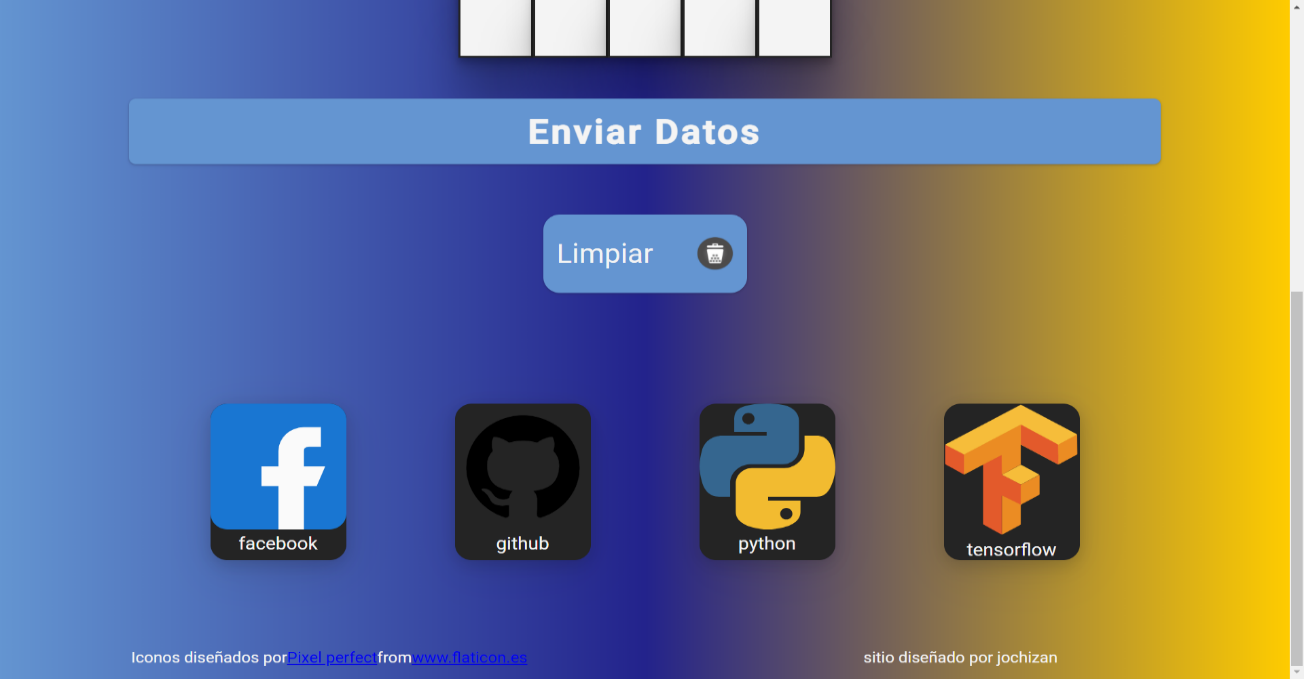 Enviar Datos
Limpiar
facebook
github
python
tensorflow
Iconos diseñados porPixel perfectfromwww.flaticon.es
sitio diseñado por jochizan